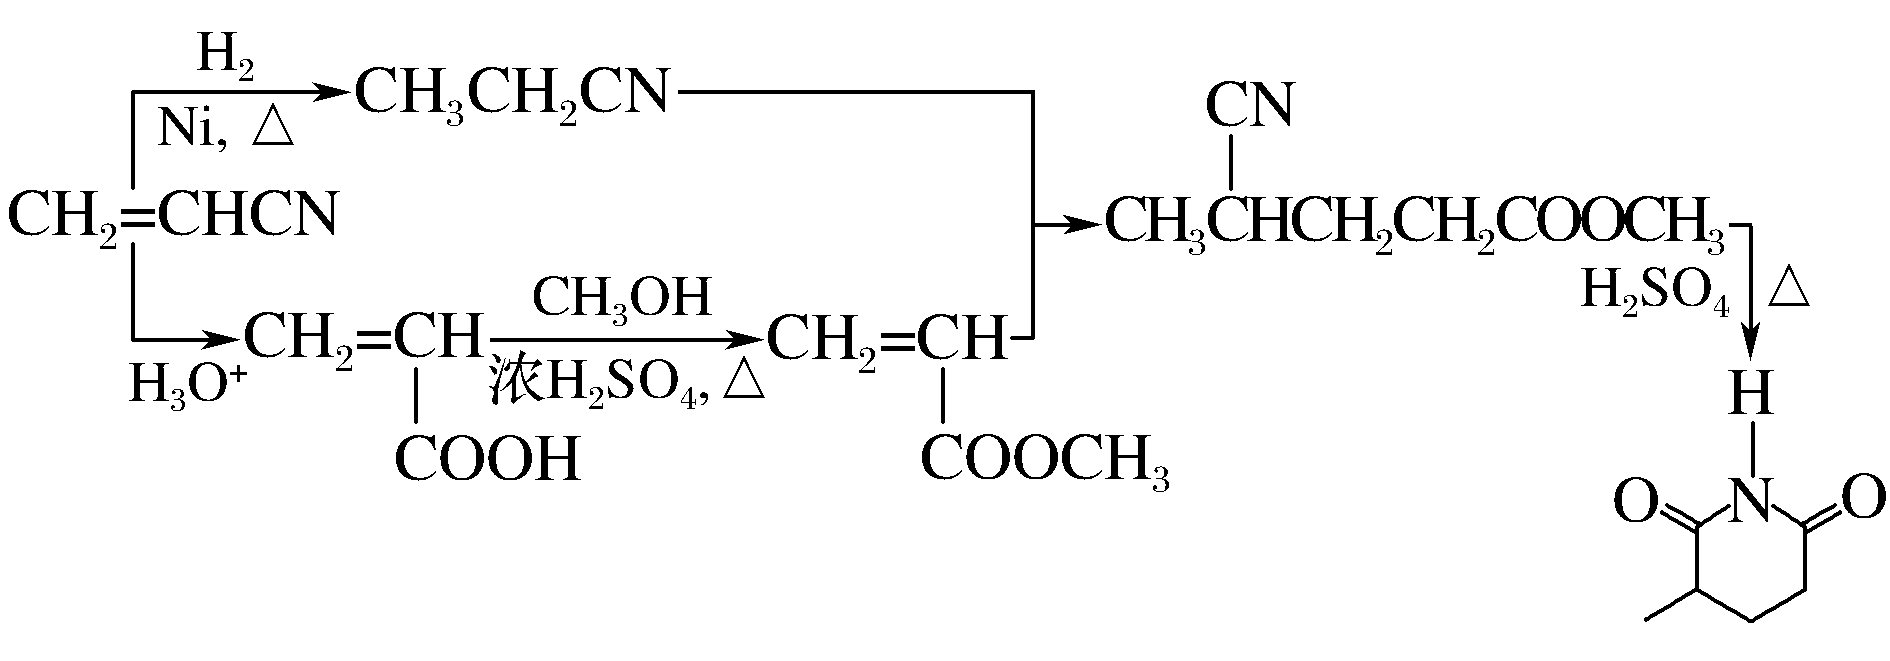 H₂
Ni, △
CH₃CH₂CN
CN
CH₂=CHCN
CH₃CHCH₂CH₂COOCH₃
H₂SO₄ △
H₃O⁺
CH₂=CH
COOH
CH₃OH
浓H₂SO₄, △
CH₂=CH
COOCH₃
H
O N O